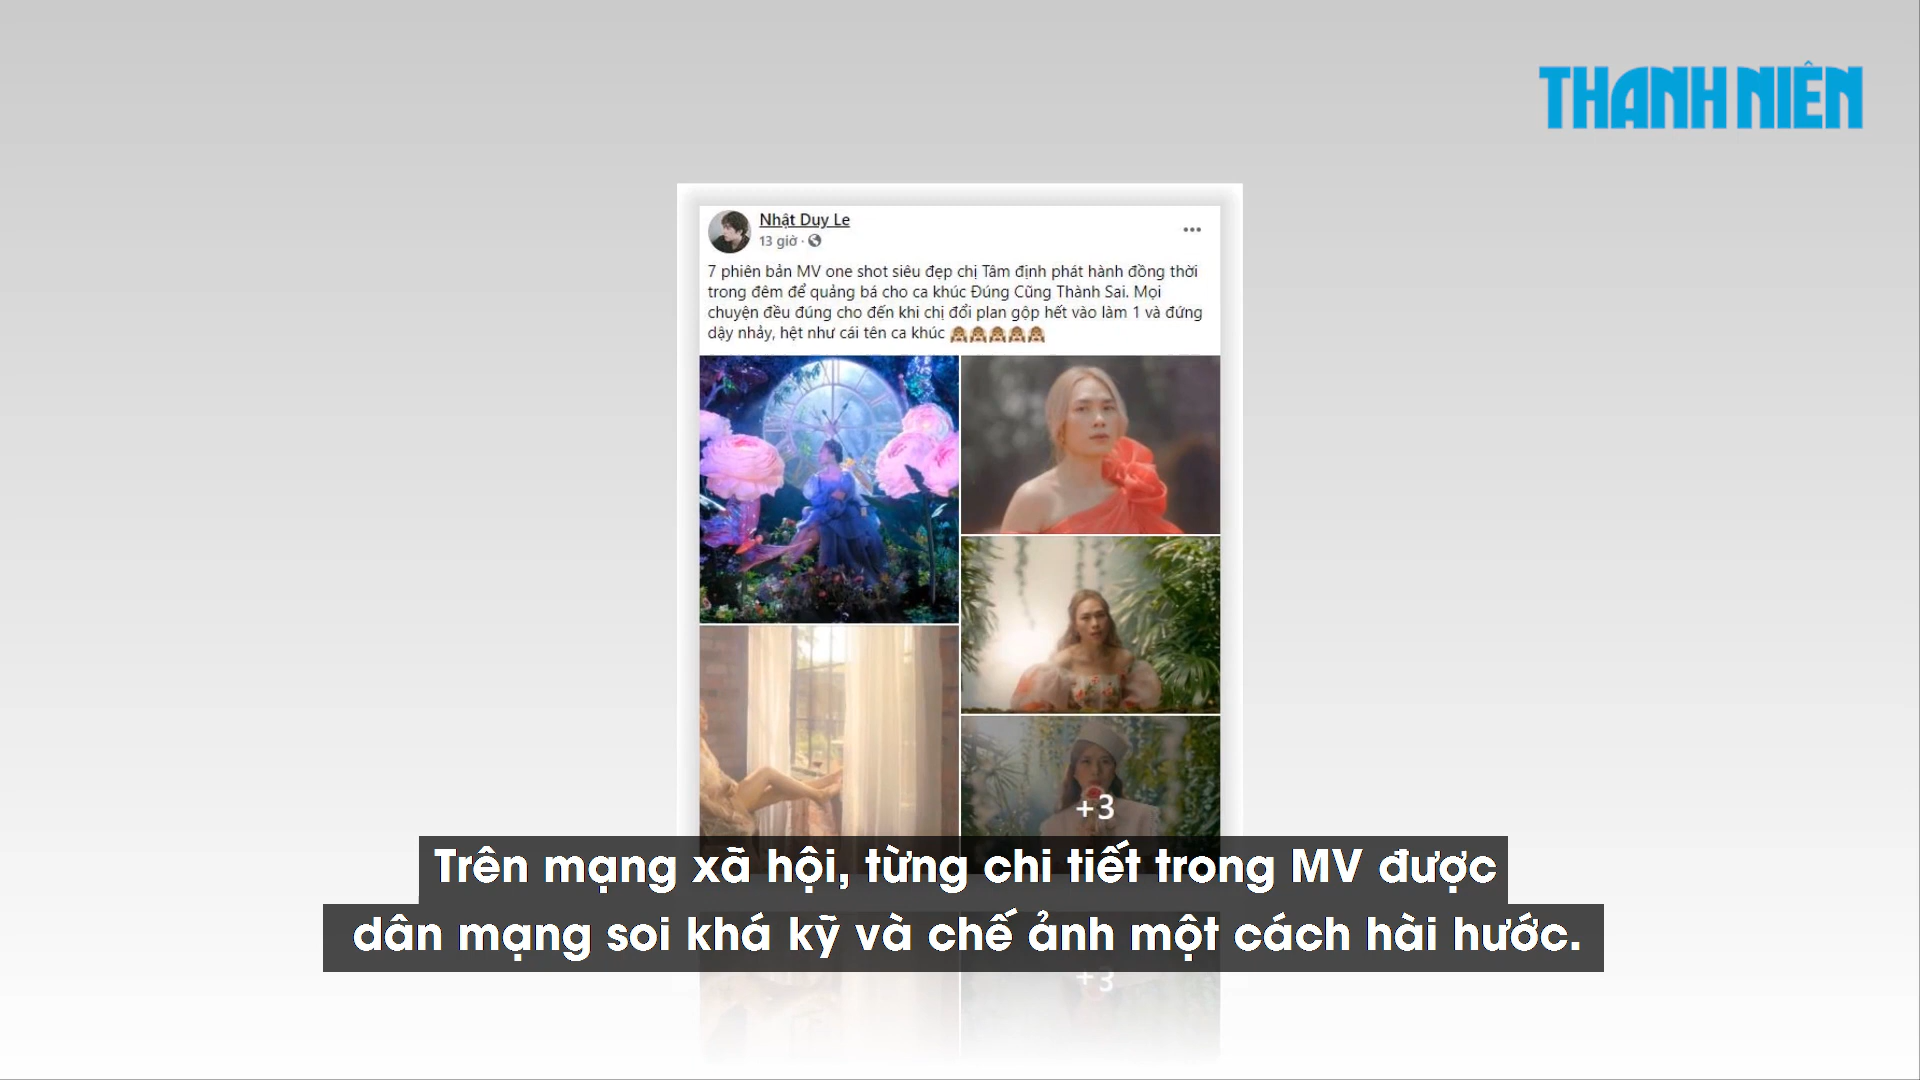 THANH NIÊN
Nhật Duy Le
13 giờ ·
7 phiên bản MV one shot siêu đẹp chị Tâm định phát hành đồng thời
trong đêm để quảng bá cho ca khúc Đúng Cũng Thành Sai. Mọi
chuyện đều đúng cho đến khi chị đổi plan gộp hết vào làm 1 và đứng
dậy nhảy, hệt như cái tên ca khúc 🙈🙈🙈🙈🙈
+3
Trên mạng xã hội, từng chi tiết trong MV được
dân mạng soi khá kỹ và chế ảnh một cách hài hước.
+3